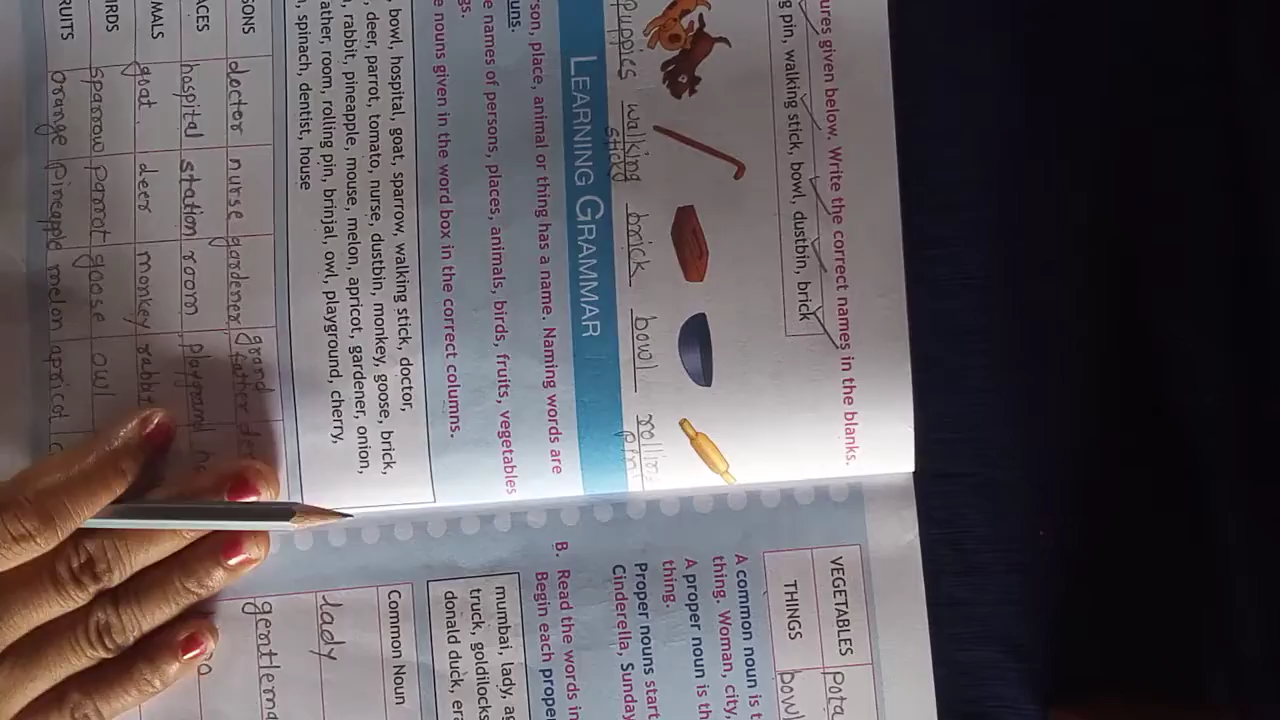 ures given below. Write the correct names in the blanks.
g pin, walking stick, bowl, dustbin, brick
puppies walking stick brick bowl rolling pin
LEARNING GRAMMAR
rson, place, animal or thing has a name. Naming words are
uns.
e names of persons, places, animals, birds, fruits, vegetables
gs.
e nouns given in the word box in the correct columns.
, bowl, hospital, goat, sparrow, walking stick, doctor,
, deer, parrot, tomato, nurse, dustbin, monkey, goose, brick,
, rabbit, pineapple, mouse, melon, apricot, gardener, onion,
ather, room, rolling pin, brinjal, owl, playground, cherry,
, spinach, dentist, house
SONS doctor nurse gardener grand father de
ACES hospital station room playground ho
MALS goat deer monkey rabb
IRDS sparrow parrot goose owl
RUITS orange pineapple melon apricot c
VEGETABLES pota
THINGS bowl
A common noun is t
thing. Woman, city,
A proper noun is th
thing.
Proper nouns start
Cinderella, Sunday
B. Read the words in
Begin each proper
mumbai, lady, ag
truck, goldilocks
donald duck, era
Common Noun
lady
gentlema